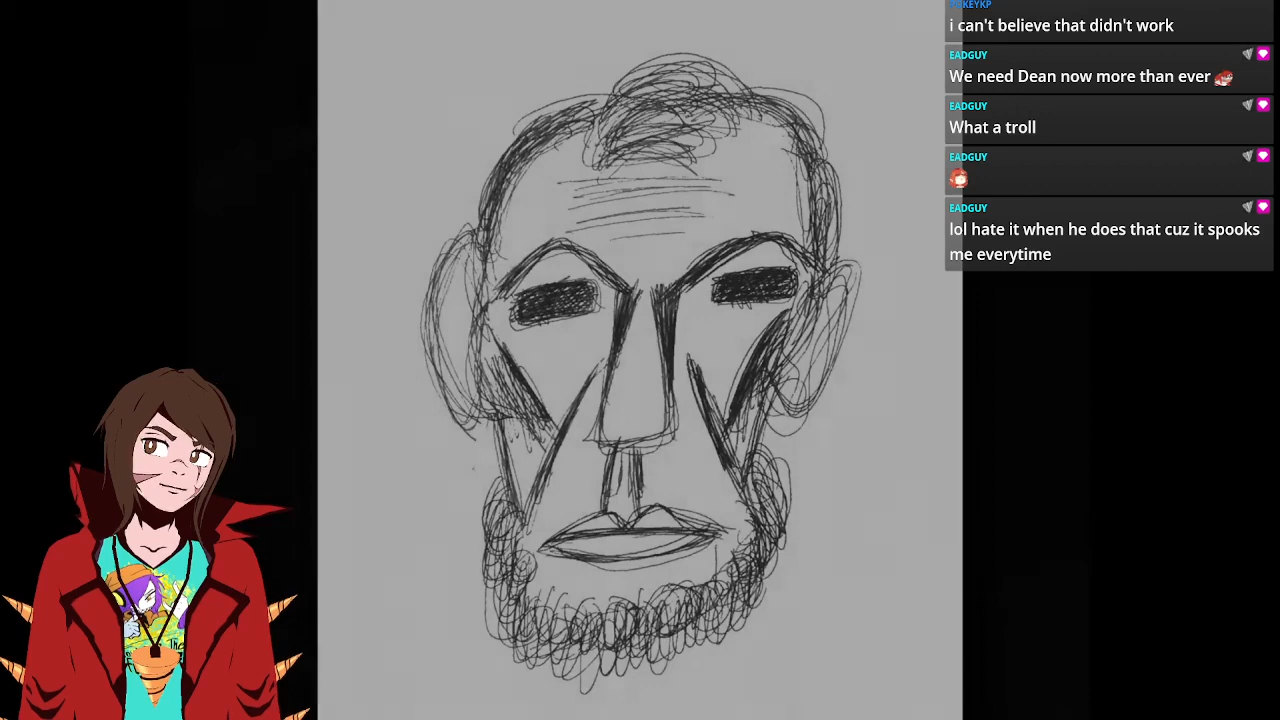 i can't believe that didn't work
EADGUY
We need Dean now more than ever
EADGUY
What a troll
EADGUY
EADGUY
lol hate it when he does that cuz it spooks
me everytime